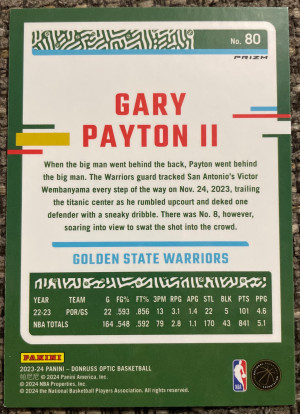 No. 80
PRIZM
GARY
PAYTON II
When the big man went behind the back, Payton went behind
the big man. The Warriors guard tracked San Antonio's Victor
Wembanyama every step of the way on Nov. 24, 2023, trailing
the titanic center as he rumbled upcourt and deked one
defender with a sneaky dribble. There was No. 8, however,
soaring into view to swat the shot into the crowd.
GOLDEN STATE WARRIORS
YEAR TEAM G FG% FT% 3PM RPG APG STL BLK PTS PPG
22-23 POR/GS 22 .593 .856 13 3.1 1.4 22 5 101 4.6
NBA TOTALS 164 .548 .592 79 2.8 1.1 170 43 841 5.1
PANINI
2023-24 PANINI – DONRUSS OPTIC BASKETBALL
© 2024 Panini America, Inc.
© 2024 NBA Properties, Inc.
© 2024 the National Basketball Players Association. All rights reserved.
NBA